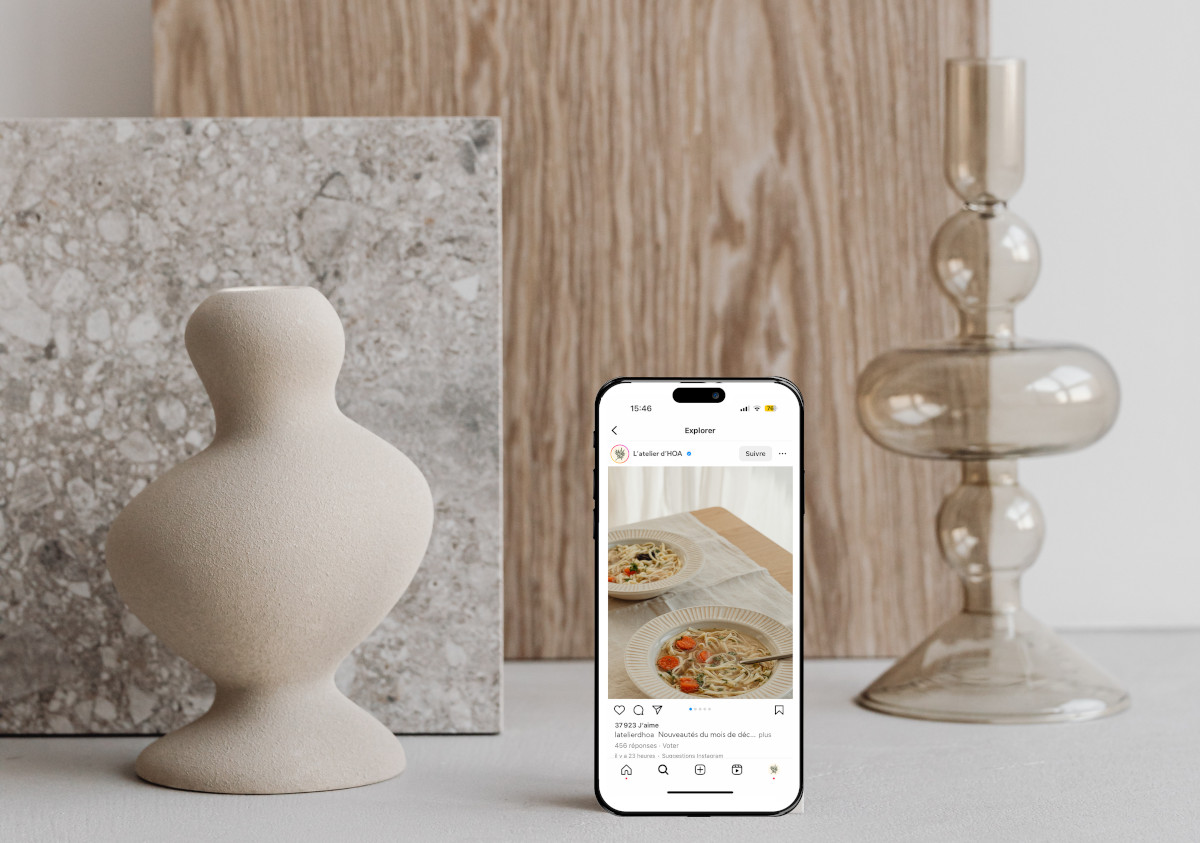 15:46
76
Explorer
L'atelier d'HOA
Suivre
37 923 J'aime
latelierdhoa Nouveautés du mois de déc... plus
456 réponses · Voter
Il y a 23 heures · Suggestions Instagram